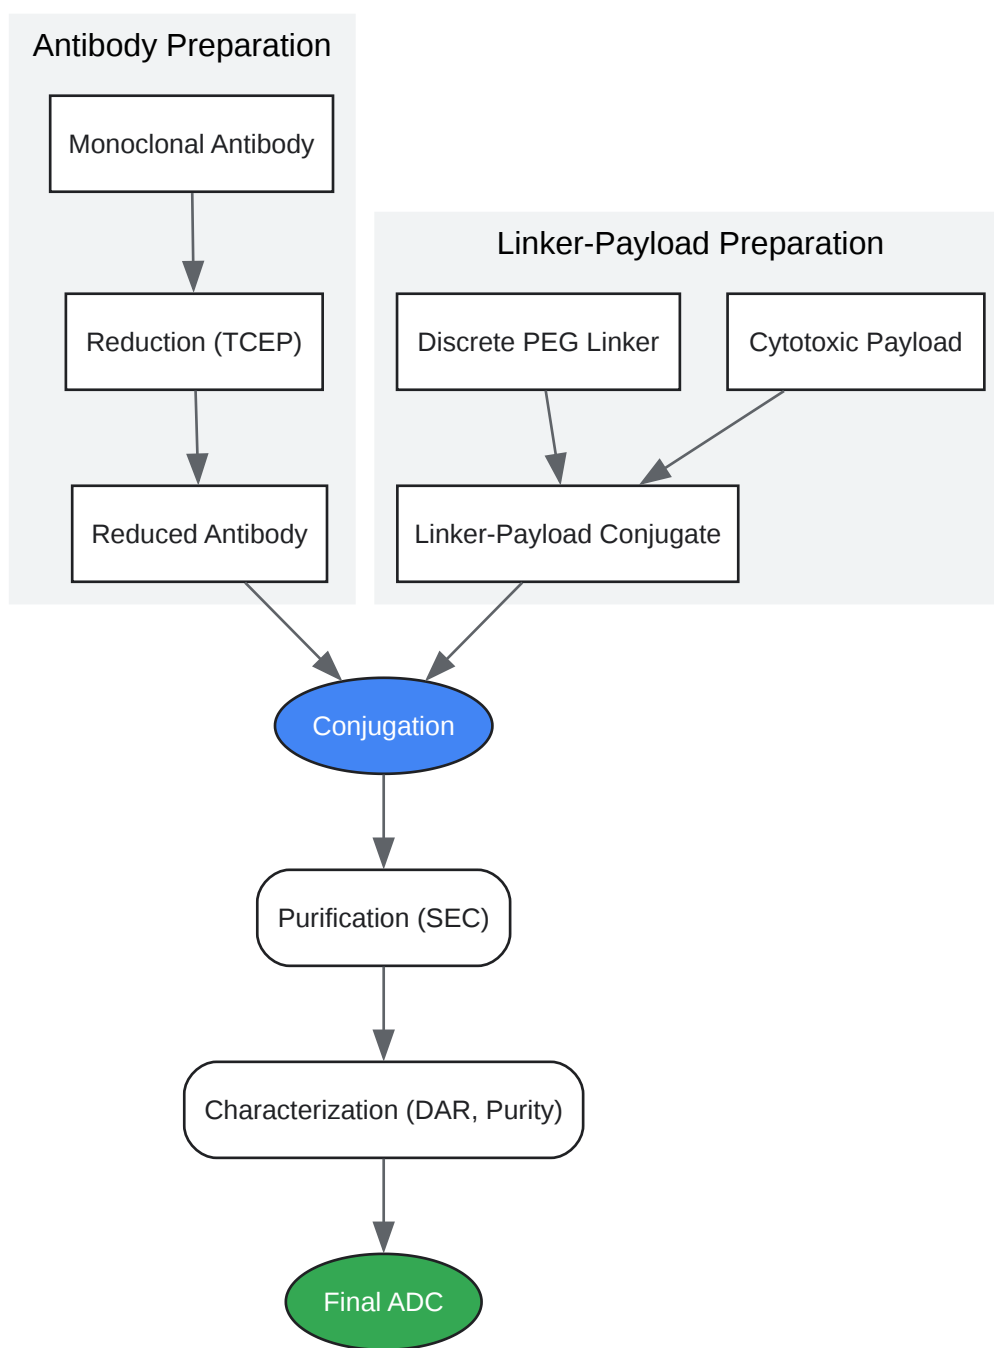 Antibody Preparation
Monoclonal Antibody
Reduction (TCEP)
Reduced Antibody
Linker-Payload Preparation
Discrete PEG Linker
Cytotoxic Payload
Linker-Payload Conjugate
Conjugation
Purification (SEC)
Characterization (DAR, Purity)
Final ADC